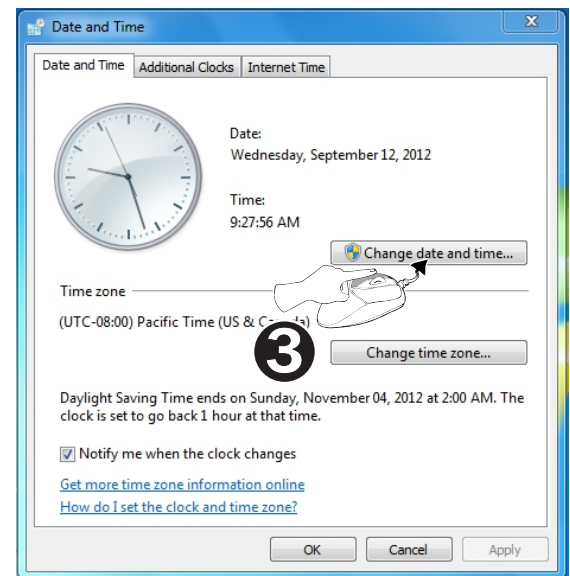 Date and Time
Date and Time
Additional Clocks
Internet Time
Date:
Wednesday, September 12, 2012
Time:
9:27:56 AM
Change date and time...
Time zone
(UTC-08:00) Pacific Time (US &
3
Change time zone...
Daylight Saving Time ends on Sunday, November 04, 2012 at 2:00 AM. The
clock is set to go back 1 hour at that time.
Notify me when the clock changes
Get more time zone information online
How do I set the clock and time zone?
OK
Cancel
Apply